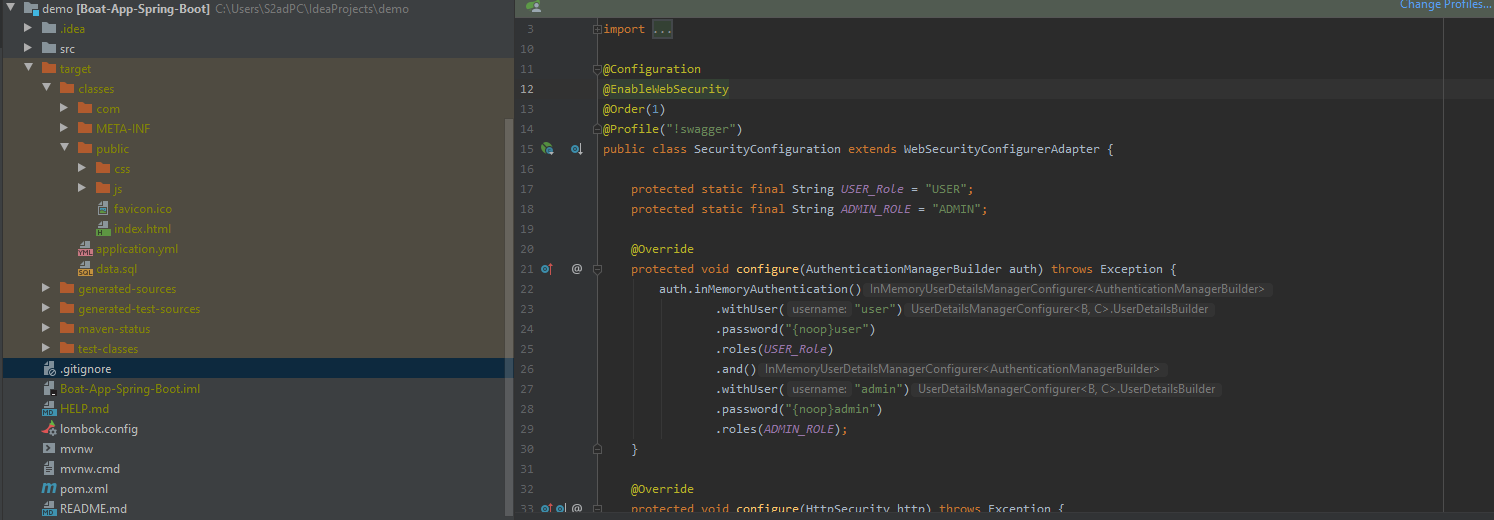 demo [Boat-App-Spring-Boot] C:\Users\S2adPC\IdeaProjects\demo
.idea
src
target
classes
com
META-INF
public
css
js
favicon.ico
index.html
application.yml
data.sql
generated-sources
generated-test-sources
maven-status
test-classes
.gitignore
Boat-App-Spring-Boot.iml
HELP.md
lombok.config
mvnw
mvnw.cmd
pom.xml
README.md
Change Profiles...
3 import ...
10
11 @Configuration
12 @EnableWebSecurity
13 @Order(1)
14 @Profile("!swagger")
15 public class SecurityConfiguration extends WebSecurityConfigurerAdapter {
16
17 protected static final String USER_Role = "USER";
18 protected static final String ADMIN_ROLE = "ADMIN";
19
20 @Override
21 @ protected void configure(AuthenticationManagerBuilder auth) throws Exception {
22 auth.inMemoryAuthentication() InMemoryUserDetailsManagerConfigurer<AuthenticationManagerBuilder>
23 .withUser( username: "user") UserDetailsManagerConfigurer<B, C>.UserDetailsBuilder
24 .password("{noop}user")
25 .roles(USER_Role)
26 .and() InMemoryUserDetailsManagerConfigurer<AuthenticationManagerBuilder>
27 .withUser( username: "admin") UserDetailsManagerConfigurer<B, C>.UserDetailsBuilder
28 .password("{noop}admin")
29 .roles(ADMIN_ROLE);
30 }
31
32 @Override
33 @ protected void configure(HttpSecurity http) throws Exception {